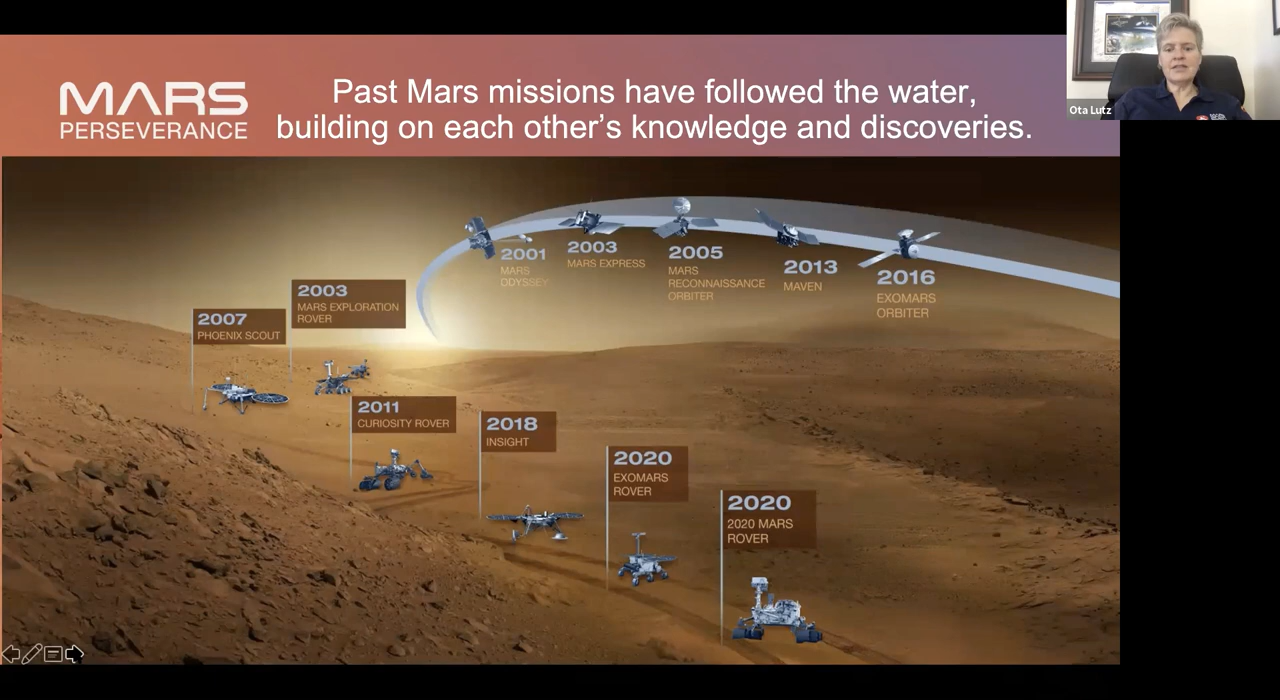 MARS
PERSEVERANCE
Past Mars missions have followed the water,
building on each other's knowledge and discoveries.
Ota Lutz
2001
MARS
ODYSSEY
2003
MARS EXPRESS
2005
MARS
RECONNAISSANCE
ORBITER
2013
MAVEN
2016
EXOMARS
ORBITER
2007
PHOENIX SCOUT
2003
MARS EXPLORATION
ROVER
2011
CURIOSITY ROVER
2018
INSIGHT
2020
EXOMARS
ROVER
2020
2020 MARS
ROVER